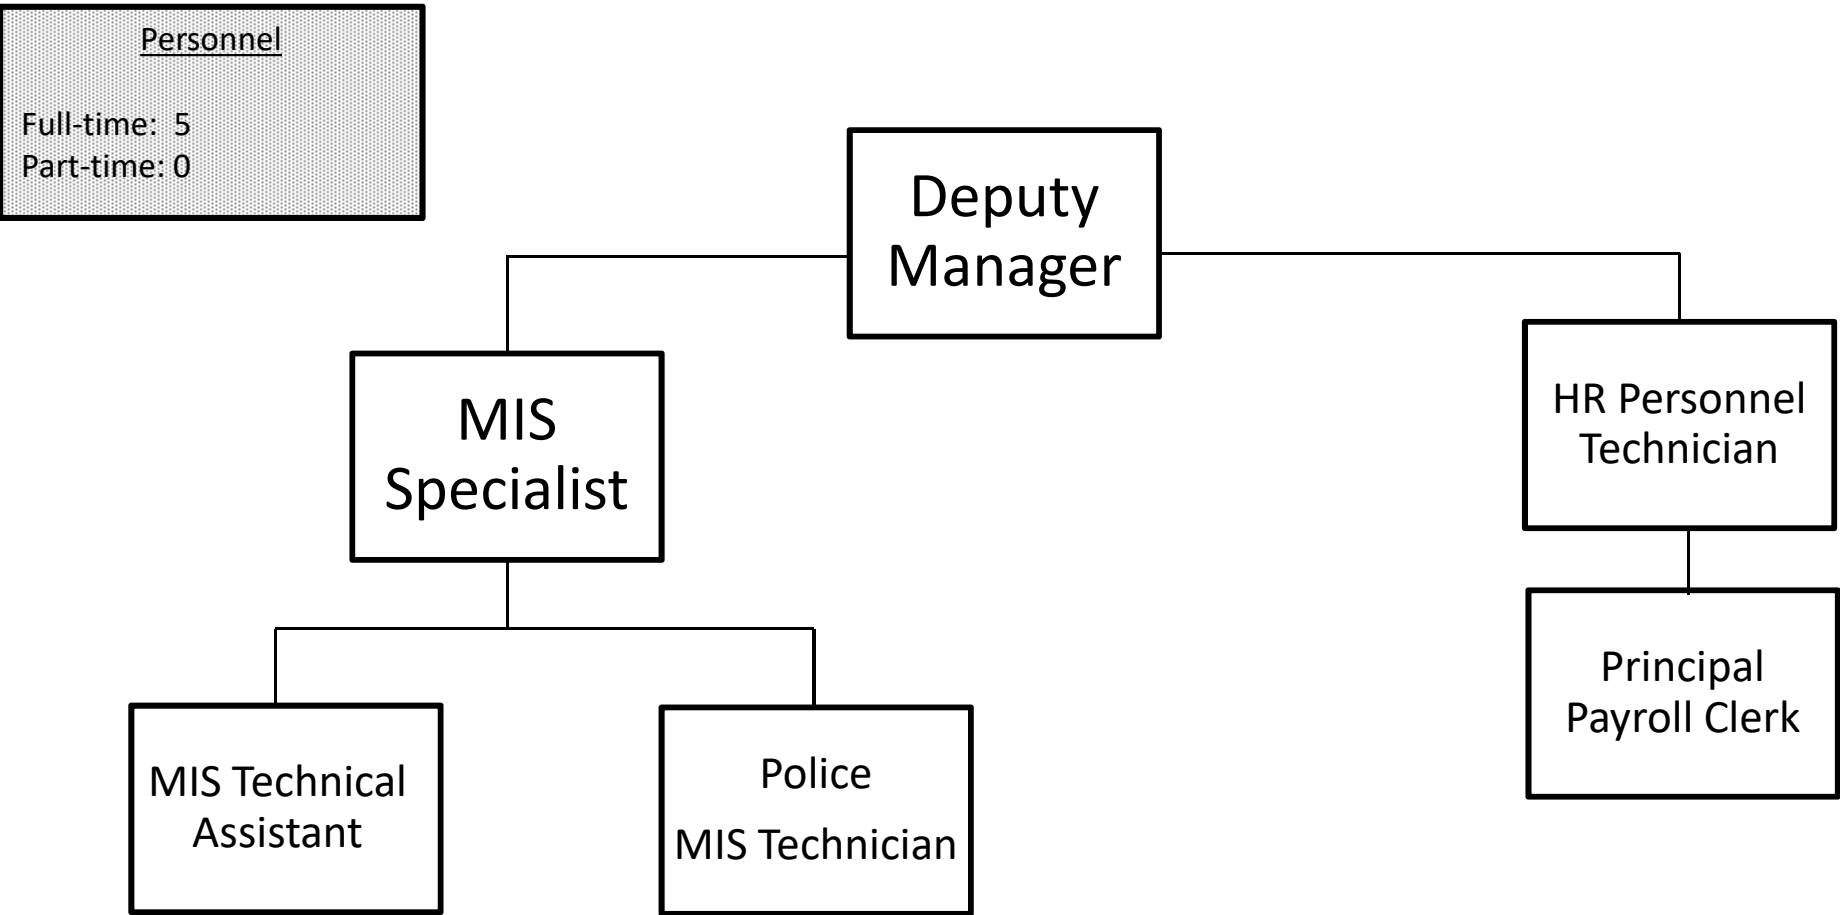 Personnel
Full-time: 5
Part-time: 0
Deputy
Manager
MIS
Specialist
HR Personnel
Technician
MIS Technical
Assistant
Police
MIS Technician
Principal
Payroll Clerk